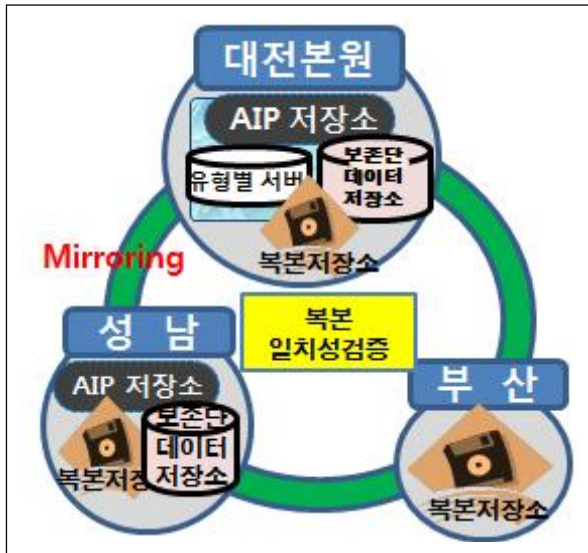 대전본원
AIP 저장소
유형별 서버
보존단
데이터
저장소
복본저장소
Mirroring
성 남
AIP 저장소
복본저장
보존단
데이터
저장소
복본
일치성검증
부 산
복본저장소